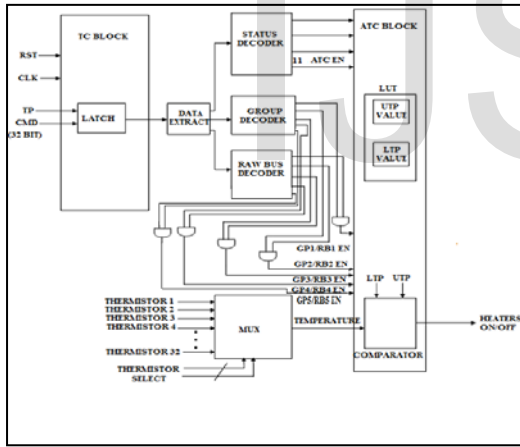 TC BLOCK
RST
CLK
TP
CMD
(32 BIT)
LATCH
DATA
EXTRACT
STATUS
DECODER
11 ATC EN
GROUP
DECODER
RAW BUS
DECODER
ATC BLOCK
LUT
UTP
VALUE
LTP
VALUE
GP1/RB1 EN
GP2/RB2 EN
GP3/RB3 EN
GP4/RB4 EN
GP5/RB5 EN
THERMISTOR 1
THERMISTOR 2
THERMISTOR 3
THERMISTOR 4
THERMISTOR 32
THERMISTOR
SELECT
MUX
TEMPERATURE
LTP UTP
COMPARATOR
HEATERS
ON/OFF